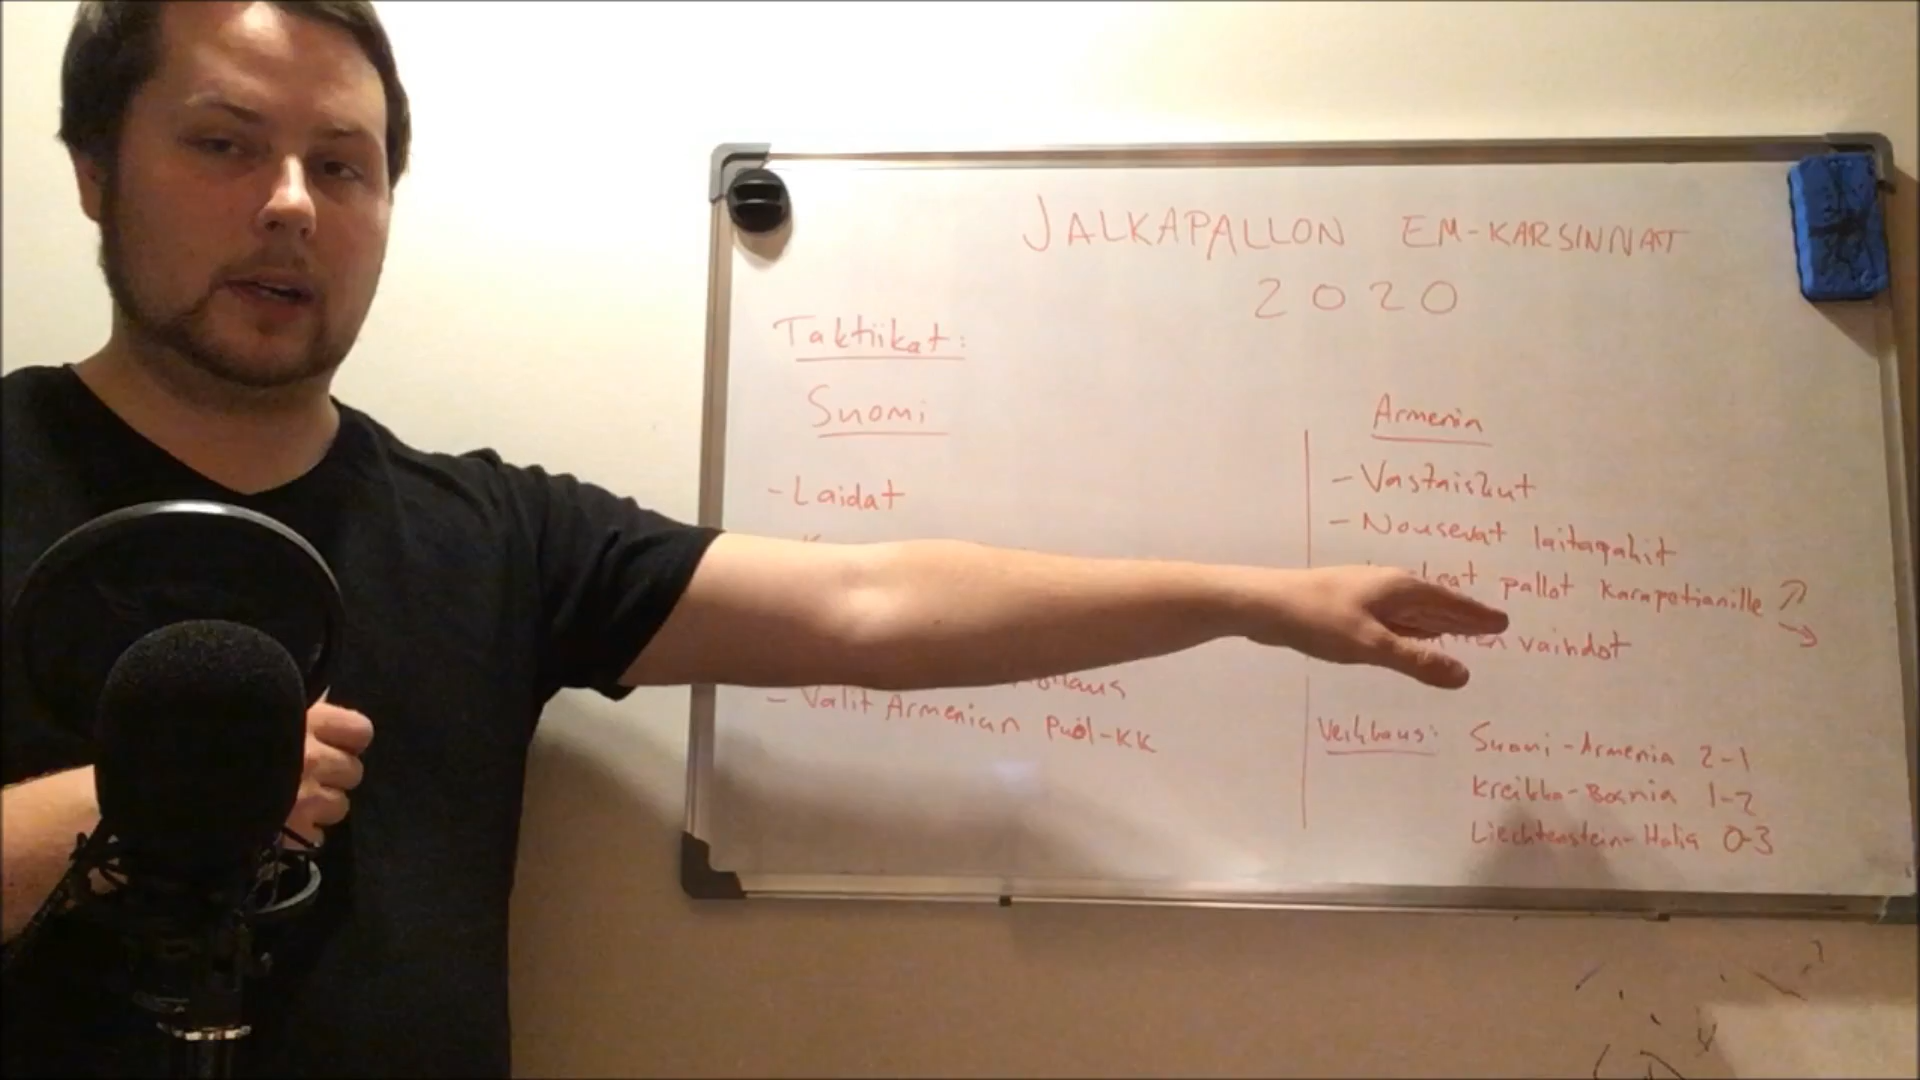 JALKAPALLON EM-KARSINNAT
2020
Taktiikat:
Suomi
- Laidat
- Valit Armenian Puol-KK
Armenia
- Vastaiskut
- Nousevat laitapakit
pallot Karapetianille
vaihdot
Veikkaus: Suomi - Armenia 2-1
Kreikka - Bosnia 1-2
Liechtenstein - Italia 0-3